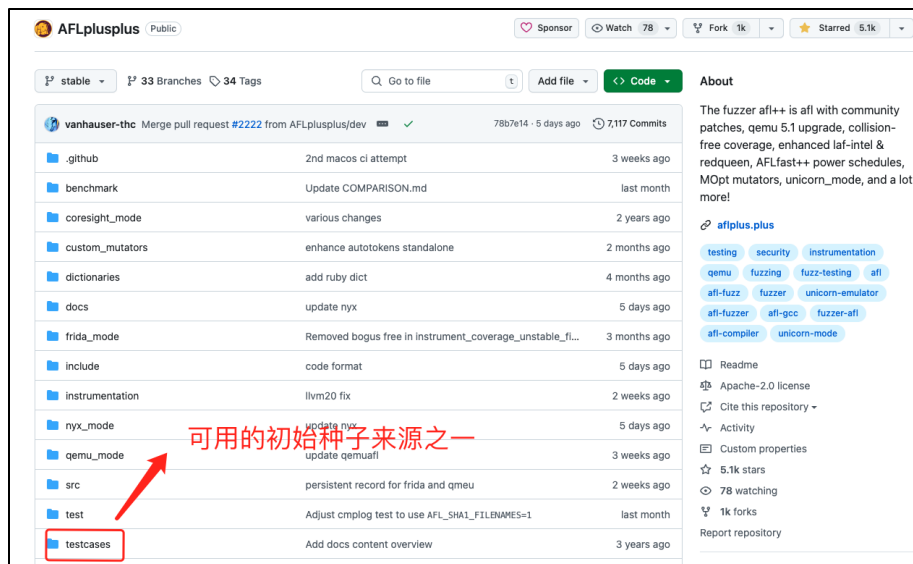 AFLplusplus Public
Sponsor Watch 78 Fork 1k Starred 5.1k
stable 33 Branches 34 Tags Go to file t Add file <> Code
About
The fuzzer afl++ is afl with community
patches, qemu 5.1 upgrade, collision-
free coverage, enhanced laf-intel &
redqueen, AFLfast++ power schedules,
MOpt mutators, unicorn_mode, and a lot
more!
aflplus.plus
testing security instrumentation
qemu fuzzing fuzz-testing afl
afl-fuzz fuzzer unicorn-emulator
afl-fuzzer afl-gcc fuzzer-afl
afl-compiler unicorn-mode
Readme
Apache-2.0 license
Cite this repository
Activity
Custom properties
5.1k stars
78 watching
1k forks
Report repository
vanhauser-thc Merge pull request #2222 from AFLplusplus/dev 78b7e14 · 5 days ago 7,117 Commits
.github 2nd macos ci attempt 3 weeks ago
benchmark Update COMPARISON.md last month
coresight_mode various changes 2 years ago
custom_mutators enhance autotokens standalone 2 months ago
dictionaries add ruby dict 4 months ago
docs update nyx 5 days ago
frida_mode Removed bogus free in instrument_coverage_unstable_fi... 3 months ago
include code format 5 days ago
instrumentation llvm20 fix 2 weeks ago
nyx_mode update nyx 5 days ago
可用的初始种子来源之一
qemu_mode update qemuafl 3 weeks ago
src persistent record for frida and qmeu 2 weeks ago
test Adjust cmplog test to use AFL_SHA1_FILENAMES=1 last month
testcases Add docs content overview 3 years ago